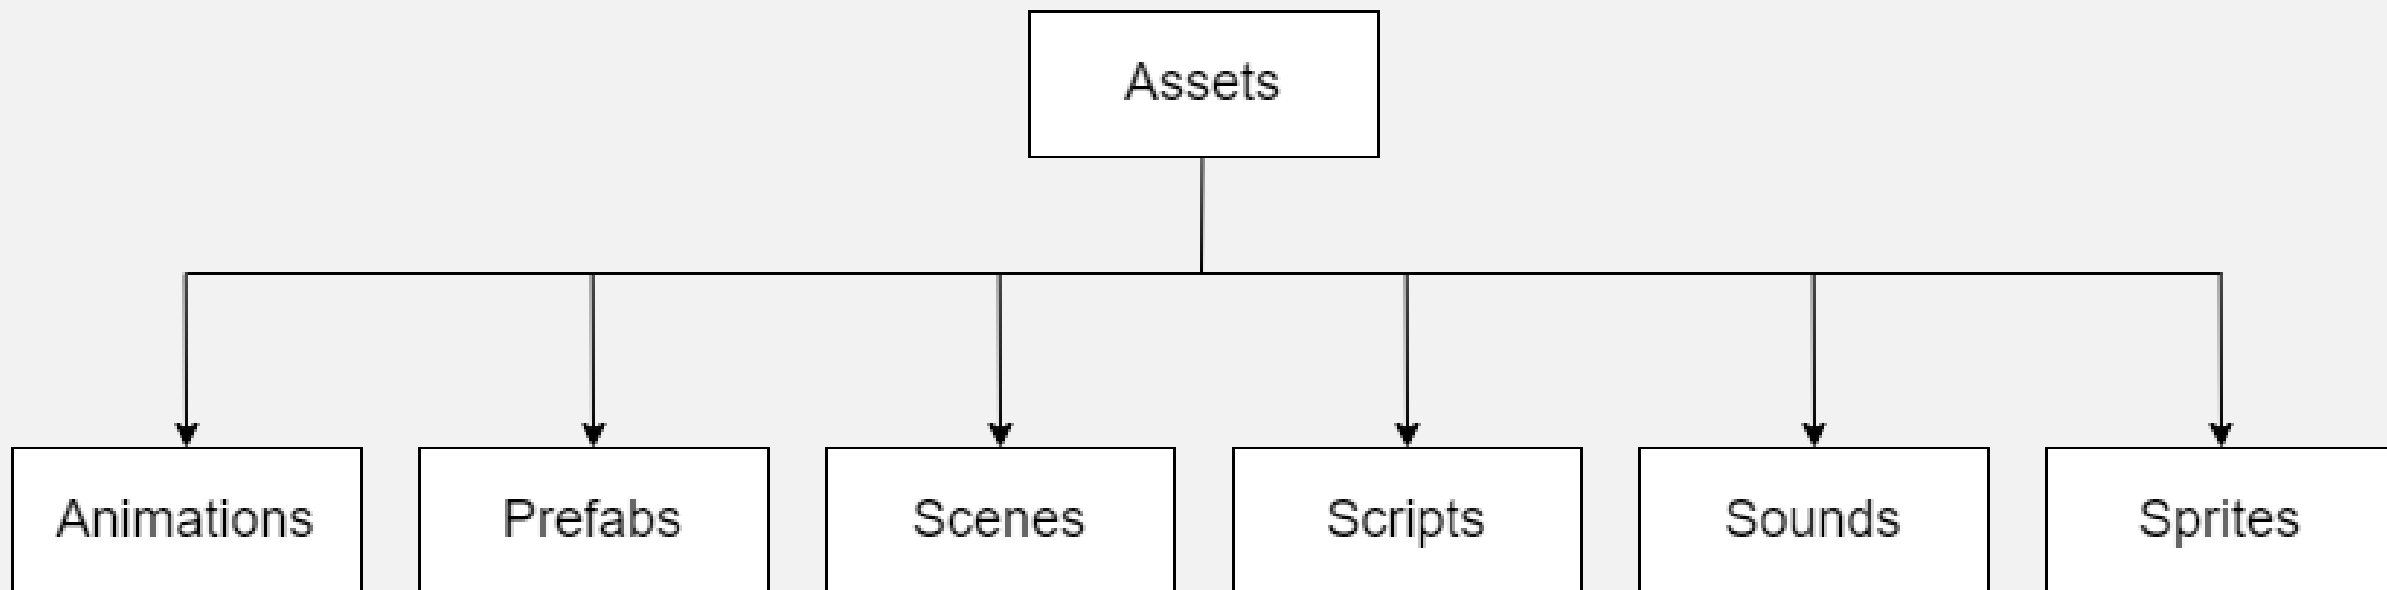 Assets
Animations
Prefabs
Scenes
Scripts
Sounds
Sprites